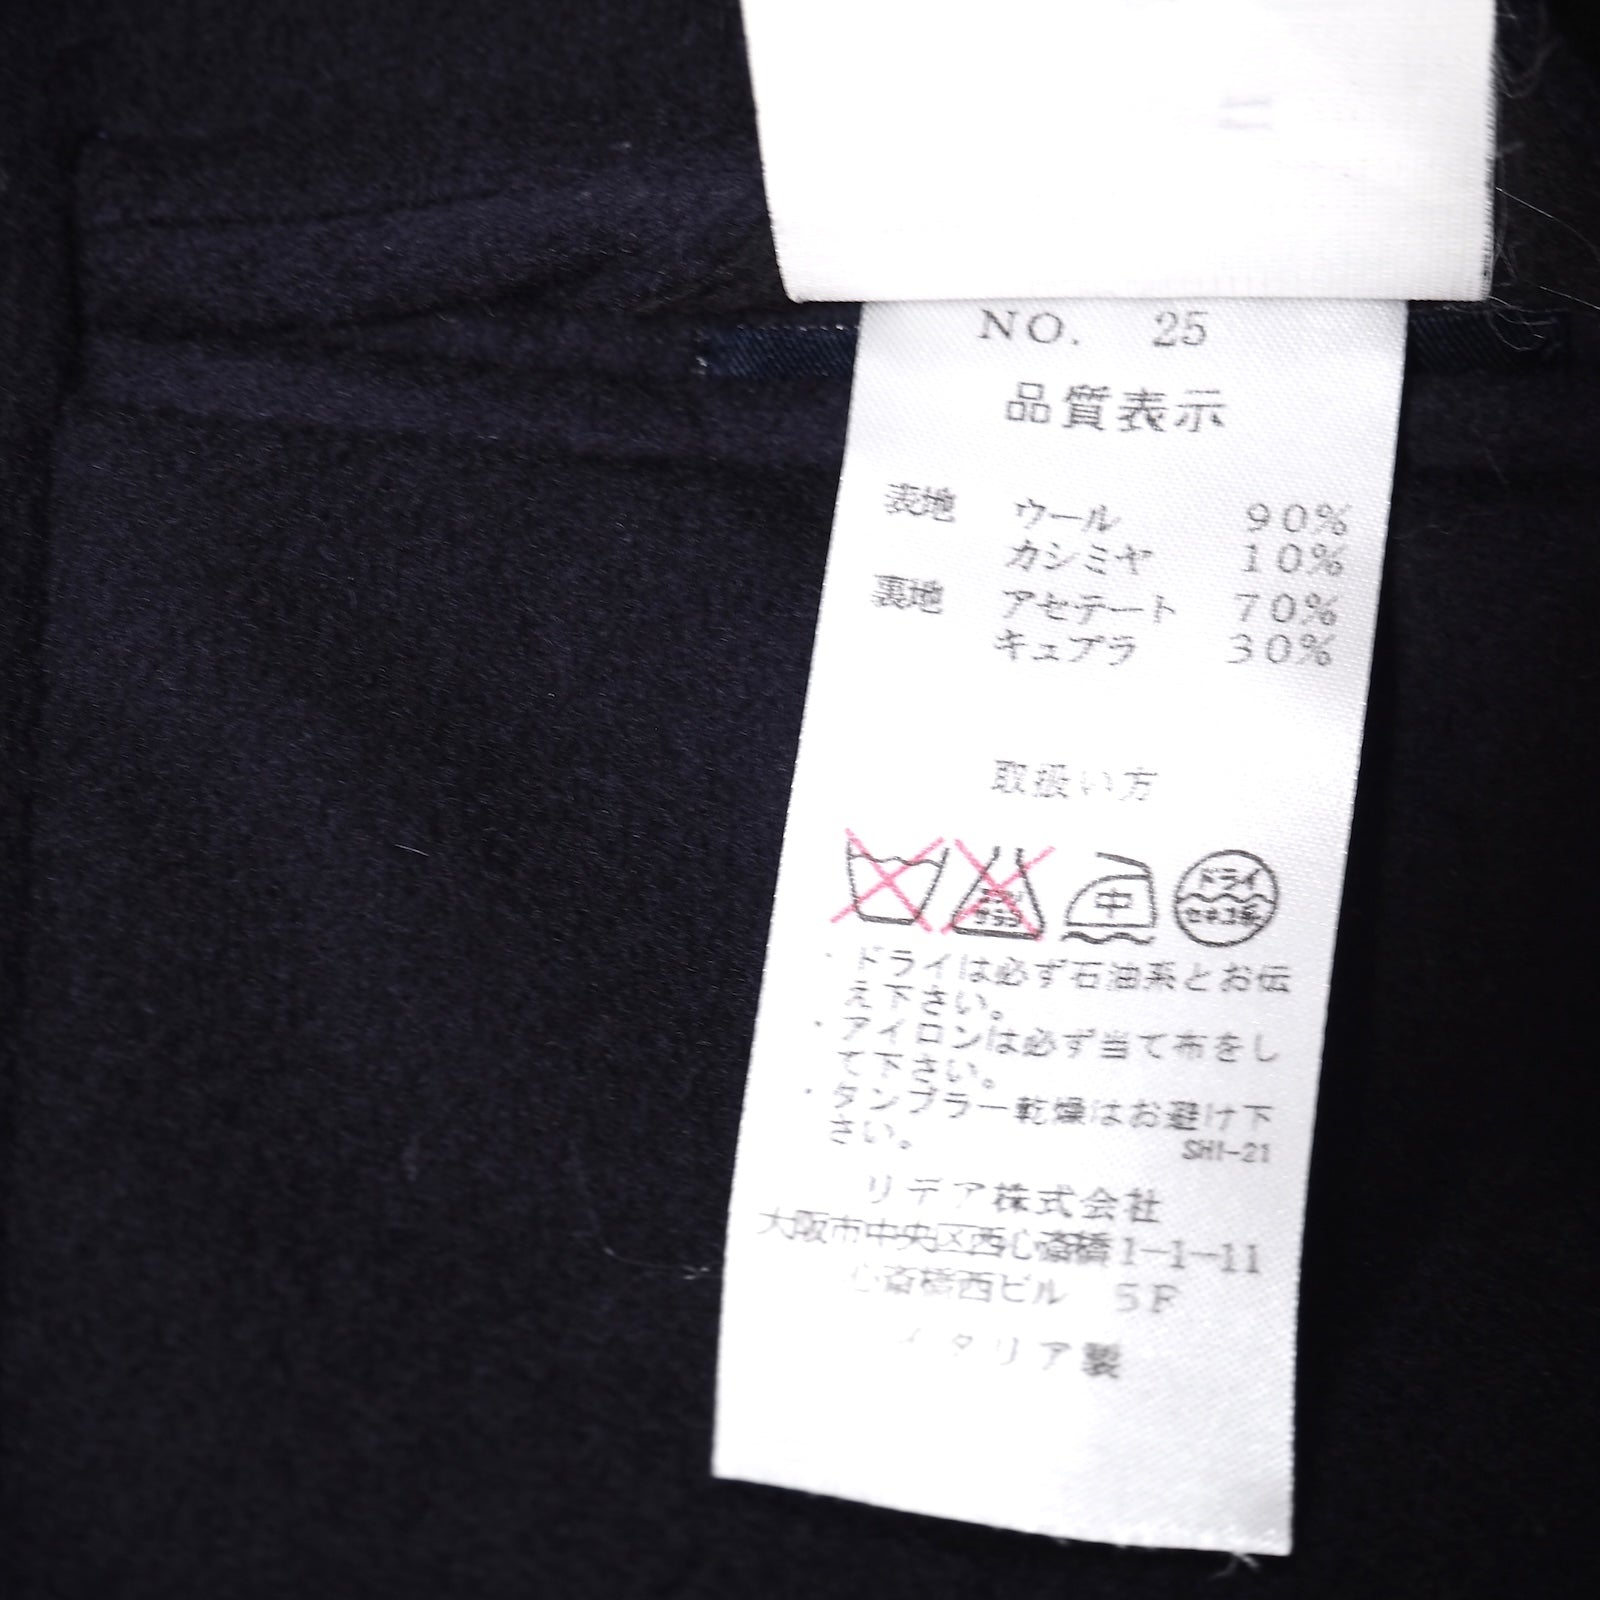 NO. 25
品質表示
表地 ウール 90%
カシミヤ 10%
裏地 アセテート 70%
キュプラ 30%
取扱い方
中
ドライ
セキユ系
・ドライは必ず石油系とお伝
え下さい。
・アイロンは必ず当て布をし
て下さい。
・タンブラー乾燥はお避け下
さい。
SHI-21
リデア株式会社
大阪市中央区西心斎橋1-1-11
心斎橋西ビル 5F
イタリア製